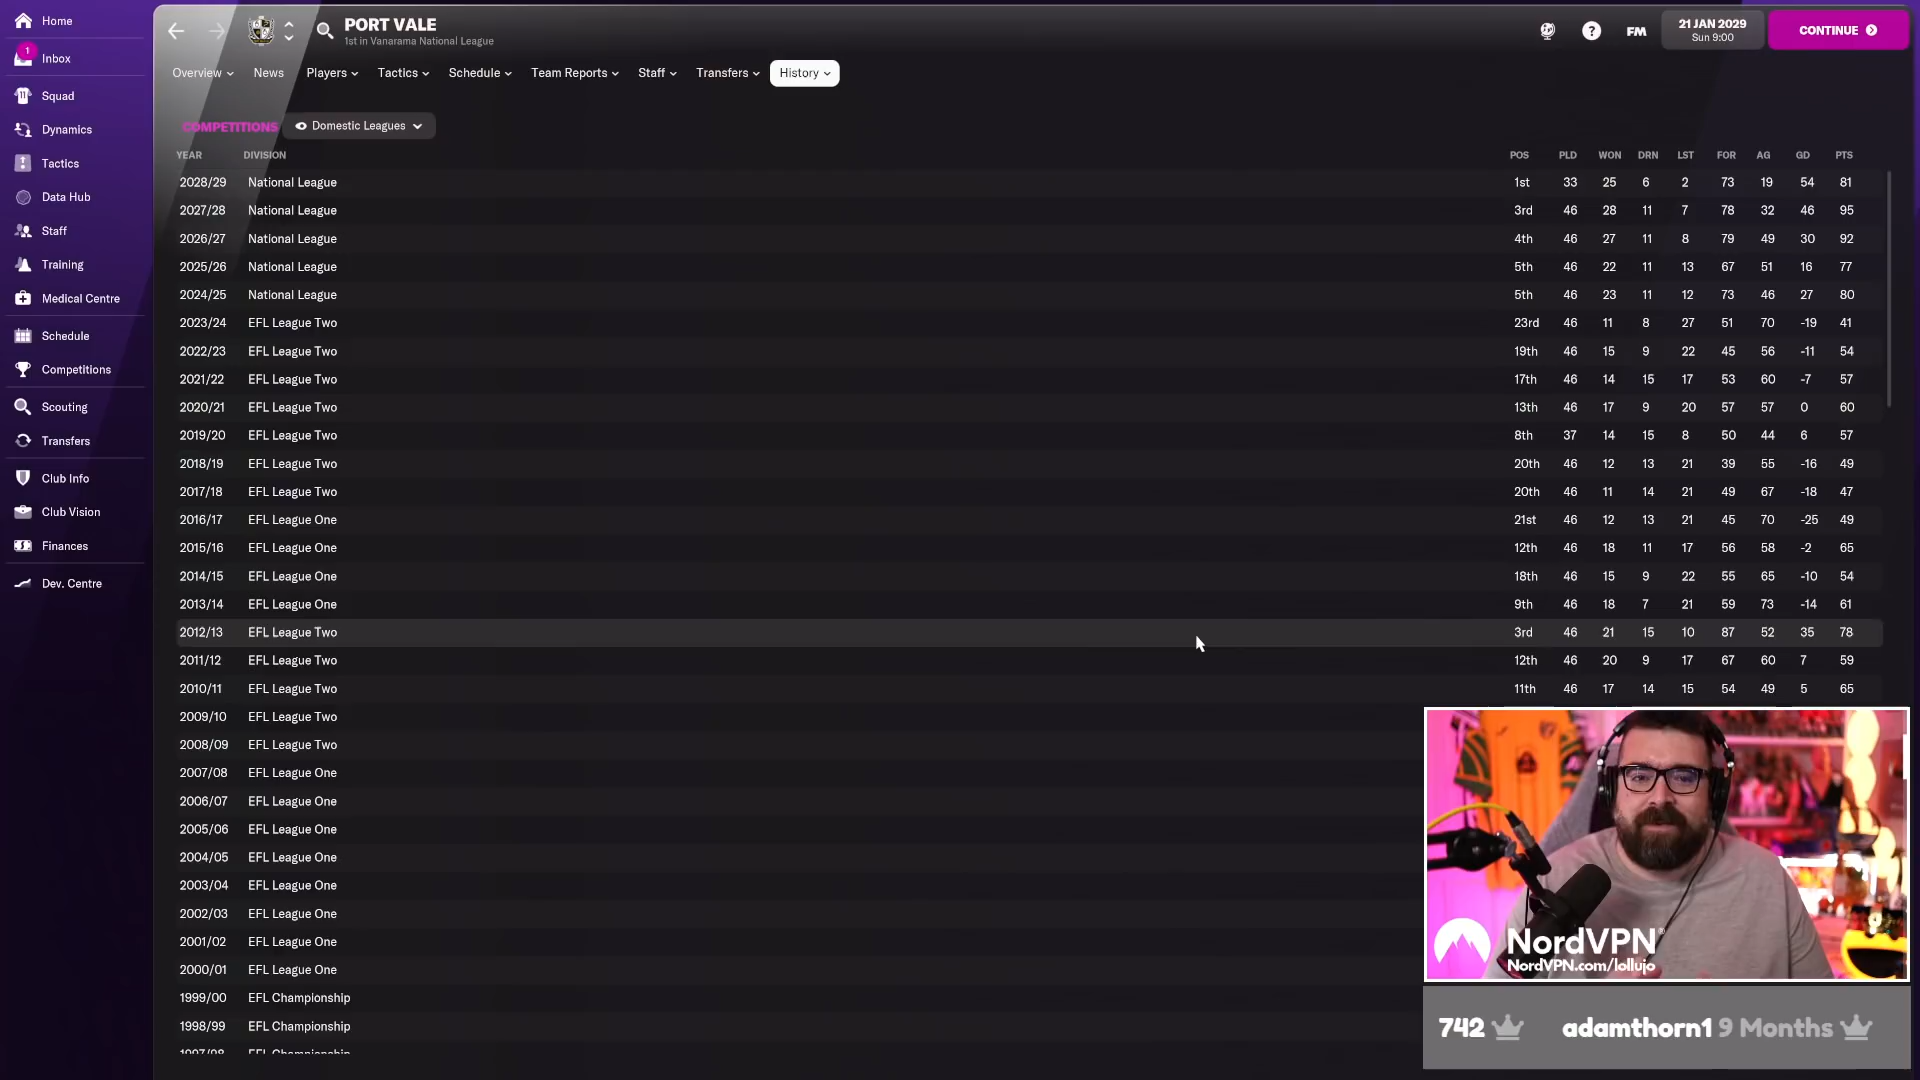 Home
1
Inbox
Squad
Dynamics
Tactics
Data Hub
Staff
Training
Medical Centre
Schedule
Competitions
Scouting
Transfers
Club Info
Club Vision
Finances
Dev. Centre
PORT VALE
1st in Vanarama National League
? FM
21 JAN 2029
Sun 9:00
CONTINUE
Overview News Players Tactics Schedule Team Reports Staff Transfers History
COMPETITIONS Domestic Leagues
YEAR DIVISION POS PLD WON DRN LST FOR AG GD PTS
2028/29 National League 1st 33 25 6 2 73 19 54 81
2027/28 National League 3rd 46 28 11 7 78 32 46 95
2026/27 National League 4th 46 27 11 8 79 49 30 92
2025/26 National League 5th 46 22 11 13 67 51 16 77
2024/25 National League 5th 46 23 11 12 73 46 27 80
2023/24 EFL League Two 23rd 46 11 8 27 51 70 -19 41
2022/23 EFL League Two 19th 46 15 9 22 45 56 -11 54
2021/22 EFL League Two 17th 46 14 15 17 53 60 -7 57
2020/21 EFL League Two 13th 46 17 9 20 57 57 0 60
2019/20 EFL League Two 8th 37 14 15 8 50 44 6 57
2018/19 EFL League Two 20th 46 12 13 21 39 55 -16 49
2017/18 EFL League Two 20th 46 11 14 21 49 67 -18 47
2016/17 EFL League One 21st 46 12 13 21 45 70 -25 49
2015/16 EFL League One 12th 46 18 11 17 56 58 -2 65
2014/15 EFL League One 18th 46 15 9 22 55 65 -10 54
2013/14 EFL League One 9th 46 18 7 21 59 73 -14 61
2012/13 EFL League Two 3rd 46 21 15 10 87 52 35 78
2011/12 EFL League Two 12th 46 20 9 17 67 60 7 59
2010/11 EFL League Two 11th 46 17 14 15 54 49 5 65
2009/10 EFL League Two
2008/09 EFL League Two
2007/08 EFL League One
2006/07 EFL League One
2005/06 EFL League One
2004/05 EFL League One
2003/04 EFL League One
2002/03 EFL League One
2001/02 EFL League One
2000/01 EFL League One
1999/00 EFL Championship
1998/99 EFL Championship
1997/98 EFL Championship
NordVPN®
NordVPN.com/lollujo
742 adamthorn1 9 Months